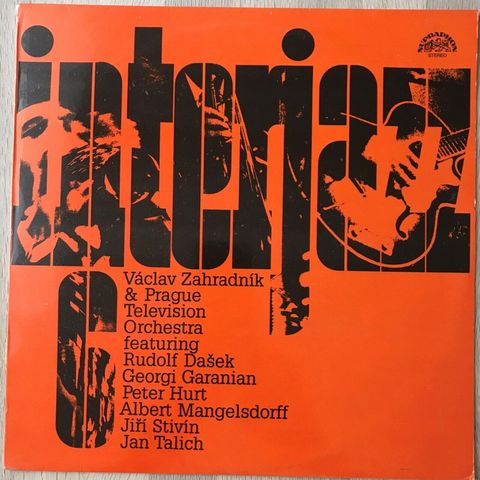 SUPRAPHON
STEREO
interjazz
6
Václav Zahradník
& Prague
Television
Orchestra
featuring
Rudolf Dašek
Georgi Garanian
Peter Hurt
Albert Mangelsdorff
Jiří Stivín
Jan Talich